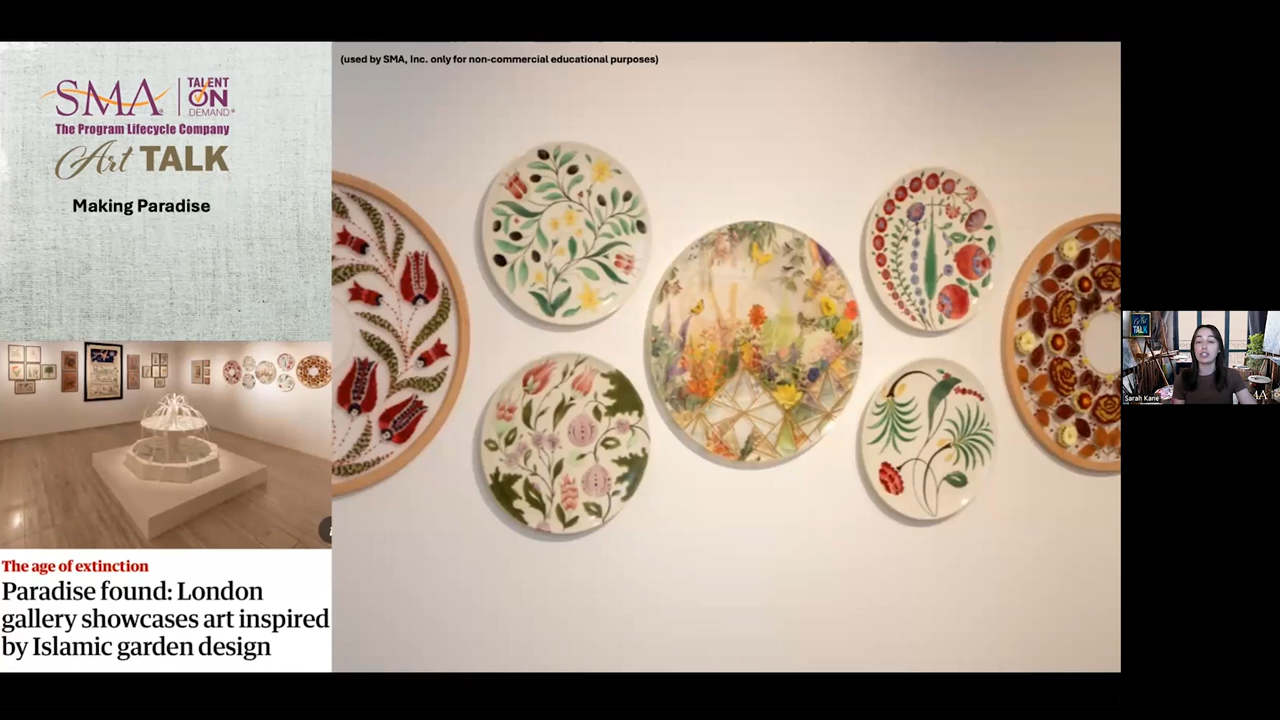 SMA
TALENT
ON
DEMAND
The Program Lifecycle Company
Art TALK
Making Paradise
The age of extinction
Paradise found: London
gallery showcases art inspired
by Islamic garden design
(used by SMA, Inc. only for non-commercial educational purposes)
Art
TALK
Sarah Kane